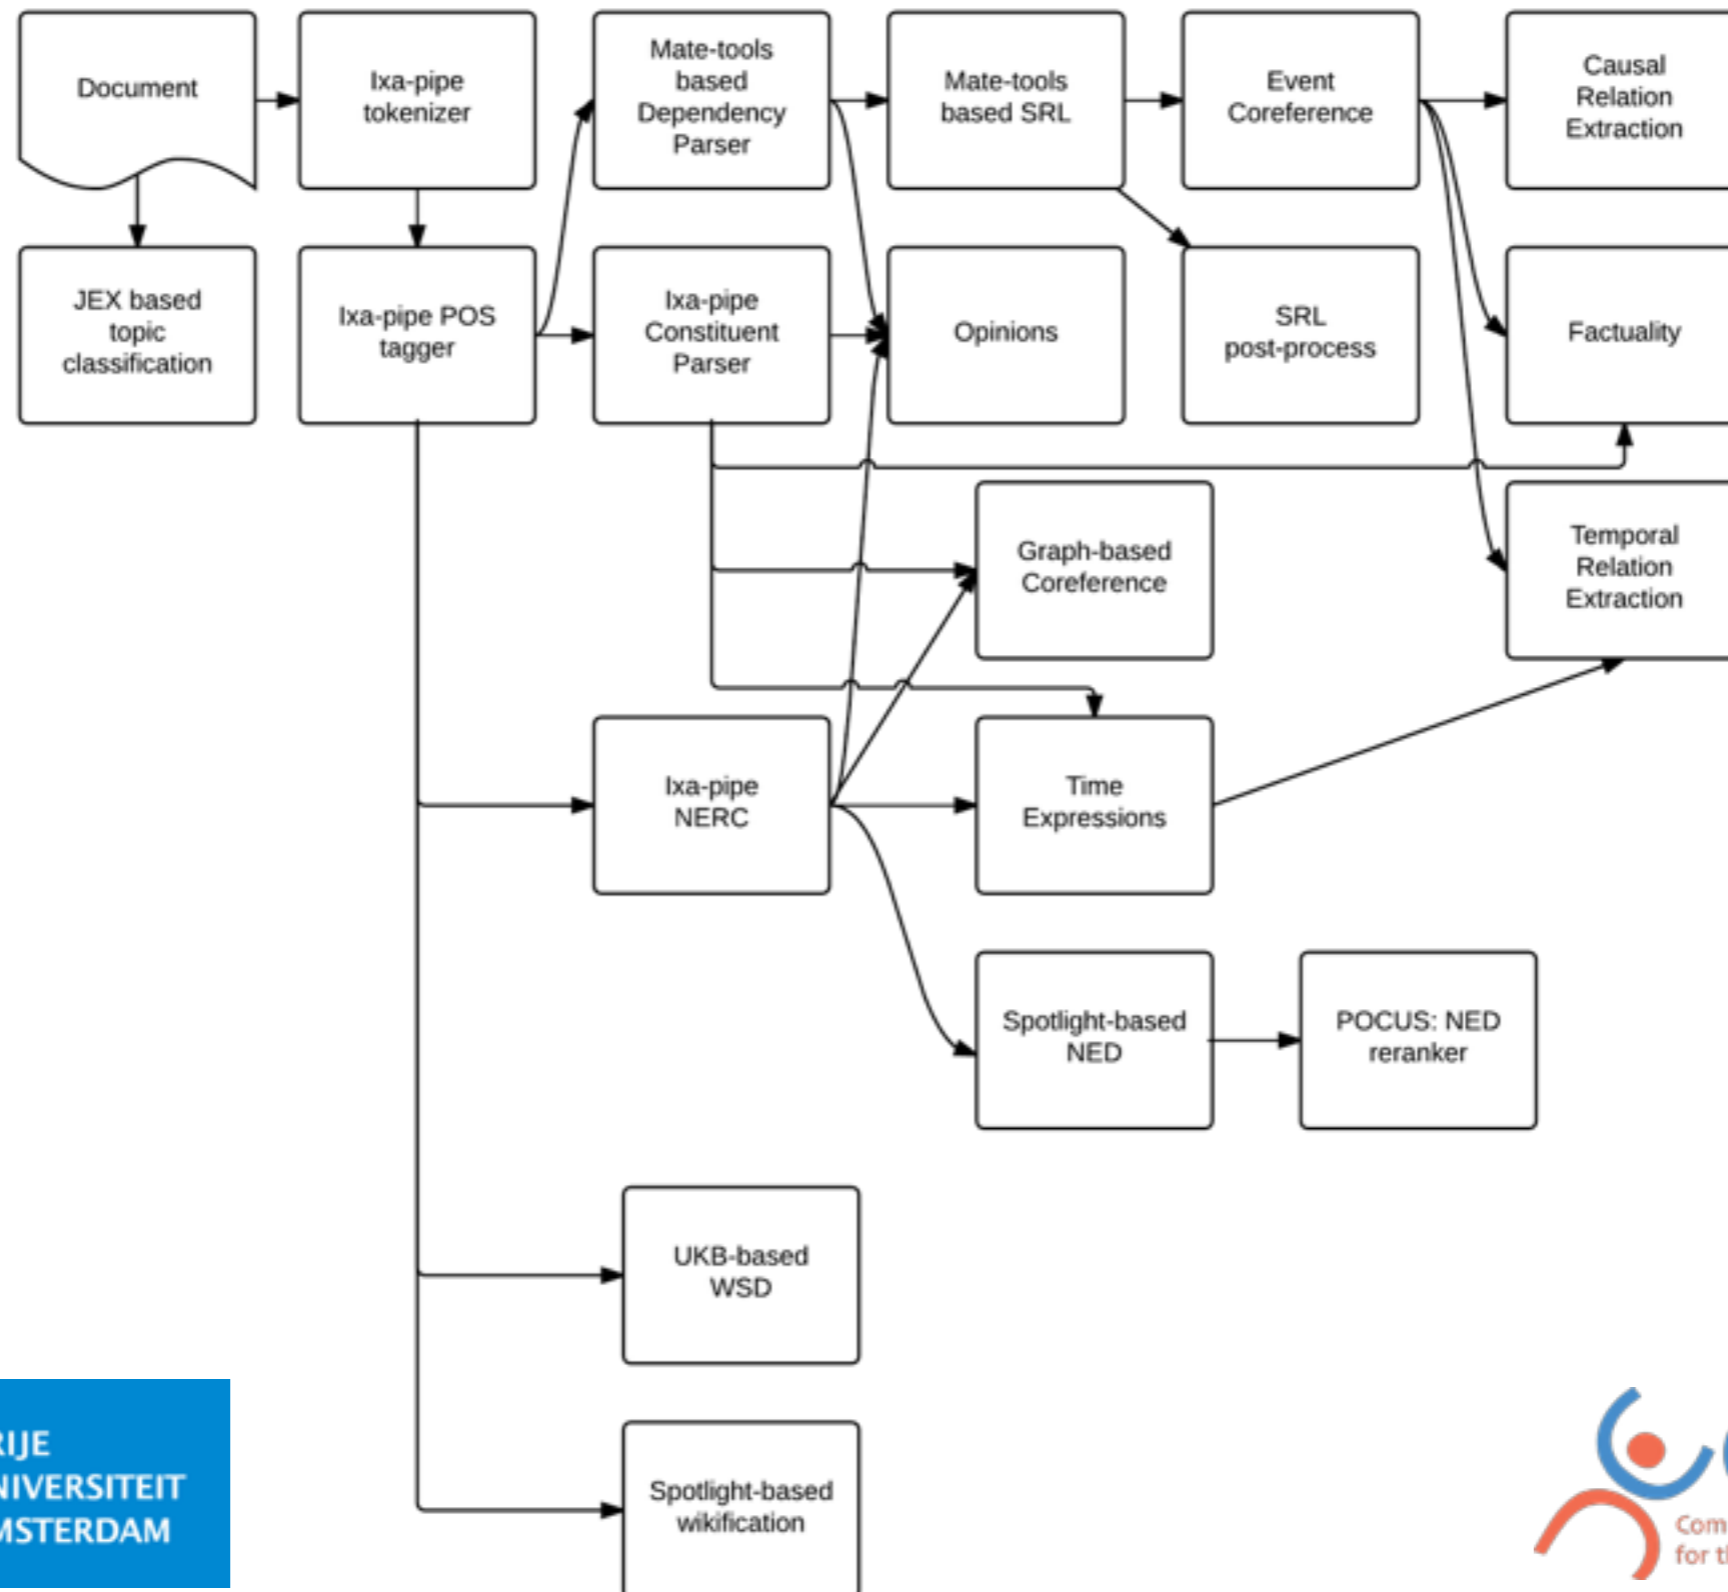 Document
Ixa-pipe
tokenizer
Mate-tools
based
Dependency
Parser
Mate-tools
based SRL
Event
Coreference
Causal
Relation
Extraction
JEX based
topic
classification
Ixa-pipe POS
tagger
Ixa-pipe
Constituent
Parser
Opinions
SRL
post-process
Factuality
Graph-based
Coreference
Temporal
Relation
Extraction
Ixa-pipe
NERC
Time
Expressions
Spotlight-based
NED
POCUS: NED
reranker
UKB-based
WSD
Spotlight-based
wikification
RIJE
NIVERSITEIT
MSTERDAM
Com
for th